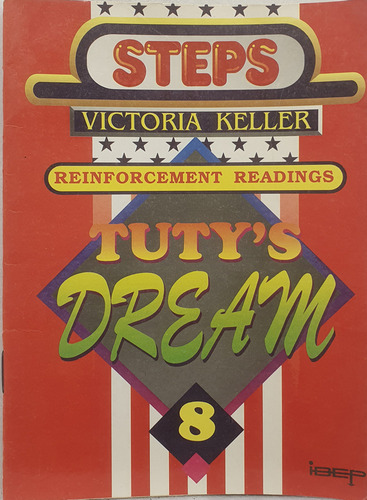 STEPS
VICTORIA KELLER
REINFORCEMENT READINGS
TUTY'S
DREAM
8
iBEP